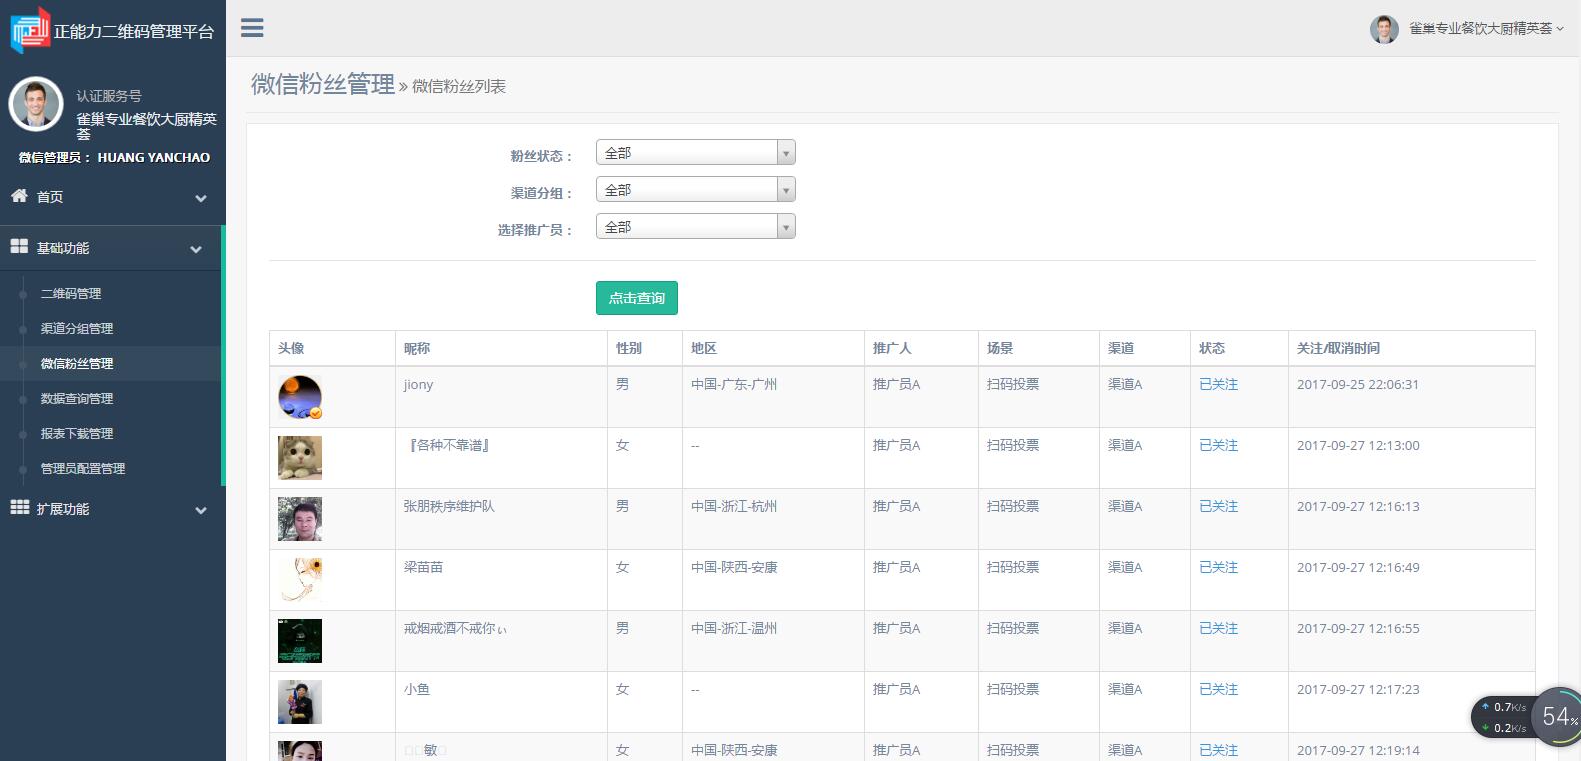 正能力二维码管理平台
雀巢专业餐饮大厨精英荟
认证服务号
雀巢专业餐饮大厨精英
荟
微信管理员： HUANG YANCHAO
首页
基础功能
二维码管理
渠道分组管理
微信粉丝管理
数据查询管理
报表下载管理
管理员配置管理
扩展功能
微信粉丝管理 » 微信粉丝列表
粉丝状态： 全部
渠道分组： 全部
选择推广员： 全部
点击查询
头像 昵称 性别 地区 推广人 场景 渠道 状态 关注/取消时间
jiony 男 中国-广东-广州 推广员A 扫码投票 渠道A 已关注 2017-09-25 22:06:31
『各种不靠谱』 女 -- 推广员A 扫码投票 渠道A 已关注 2017-09-27 12:13:00
张朋秩序维护队 男 中国-浙江-杭州 推广员A 扫码投票 渠道A 已关注 2017-09-27 12:16:13
梁苗苗 女 中国-陕西-安康 推广员A 扫码投票 渠道A 已关注 2017-09-27 12:16:49
戒烟戒酒不戒你ぃ 男 中国-浙江-温州 推广员A 扫码投票 渠道A 已关注 2017-09-27 12:16:55
小鱼 女 -- 推广员A 扫码投票 渠道A 已关注 2017-09-27 12:17:23
敏 女 中国-陕西-安康 推广员A 扫码投票 渠道A 已关注 2017-09-27 12:19:14
0.7K/s
0.2K/s
54%